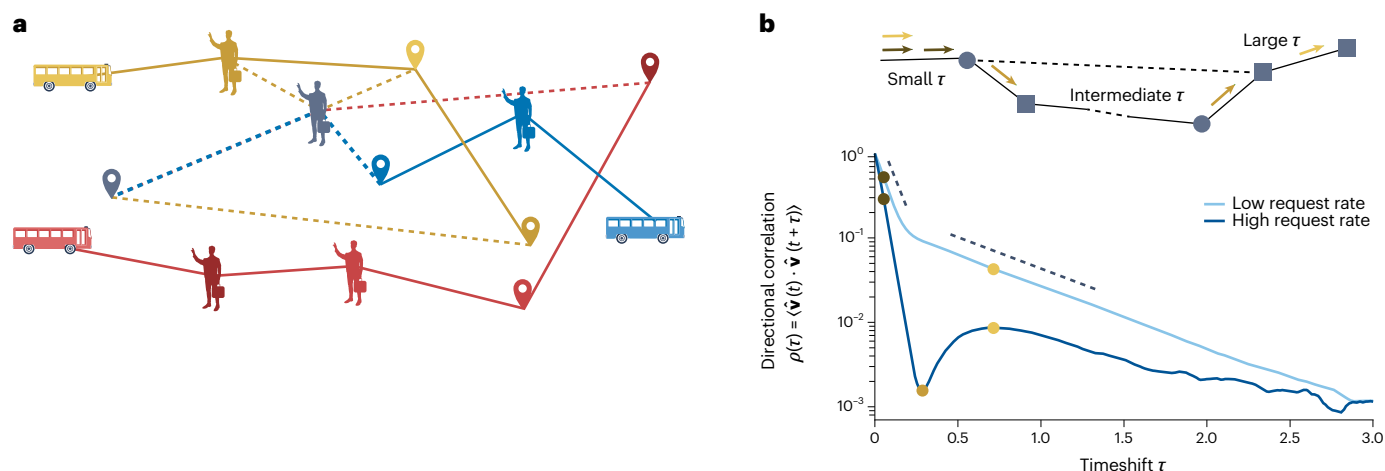 a
b
Large τ
Small τ
Intermediate τ
10⁰
10⁻¹
10⁻²
10⁻³
Directional correlation
ρ(τ) = ⟨v̂ (t) · v̂ (t + τ)⟩
Low request rate
High request rate
0
0.5
1.0
1.5
2.0
2.5
3.0
Timeshift τ